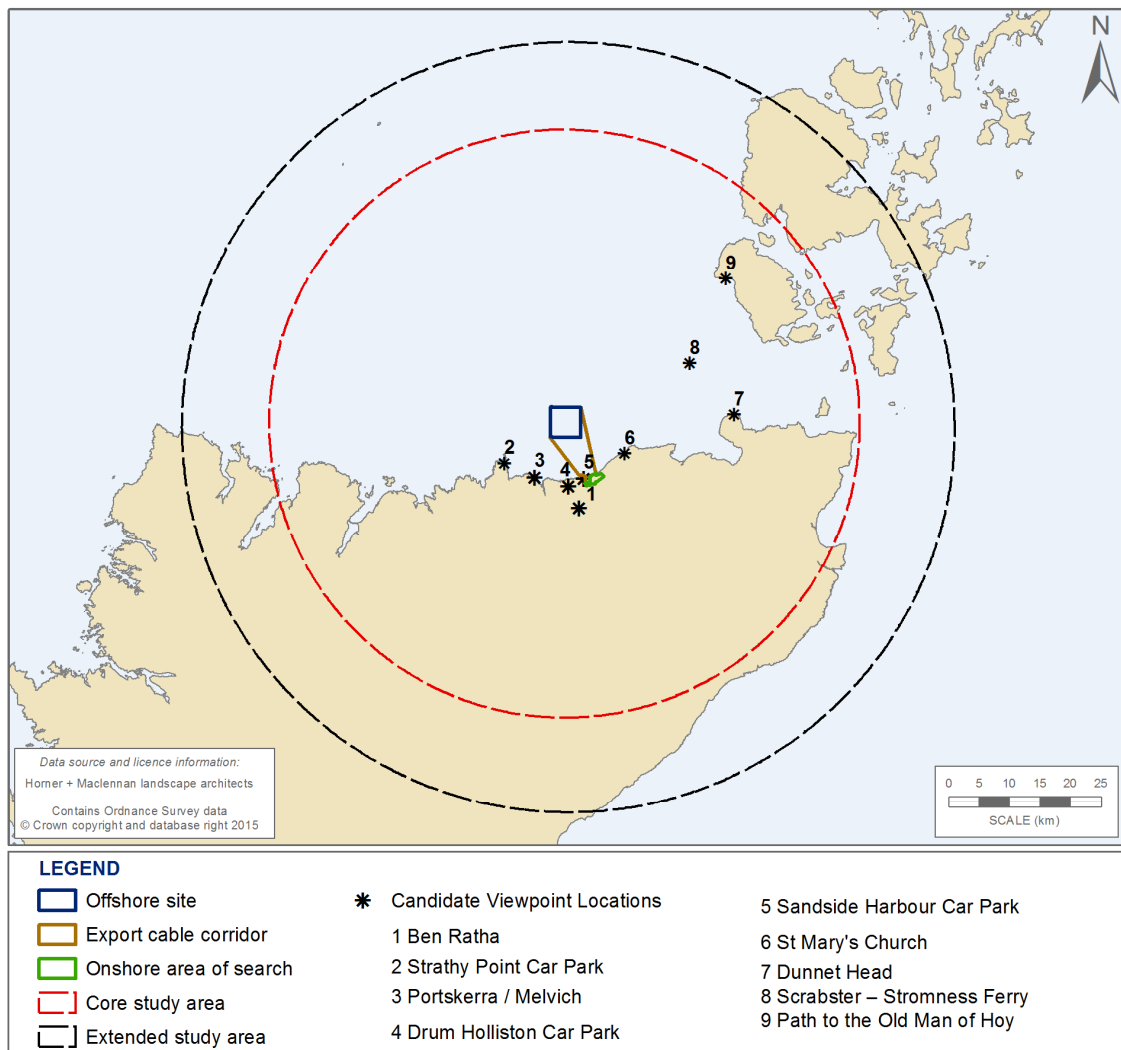 N
9
8
7
6
2
3
4
5
1
Data source and licence information:
Horner + Maclennan landscape architects
Contains Ordnance Survey data
© Crown copyright and database right 2015
0 5 10 15 20 25
SCALE (km)
LEGEND
Offshore site
Export cable corridor
Onshore area of search
Core study area
Extended study area
Candidate Viewpoint Locations
1 Ben Ratha
2 Strathy Point Car Park
3 Portskerra / Melvich
4 Drum Holliston Car Park
5 Sandside Harbour Car Park
6 St Mary's Church
7 Dunnet Head
8 Scrabster – Stromness Ferry
9 Path to the Old Man of Hoy